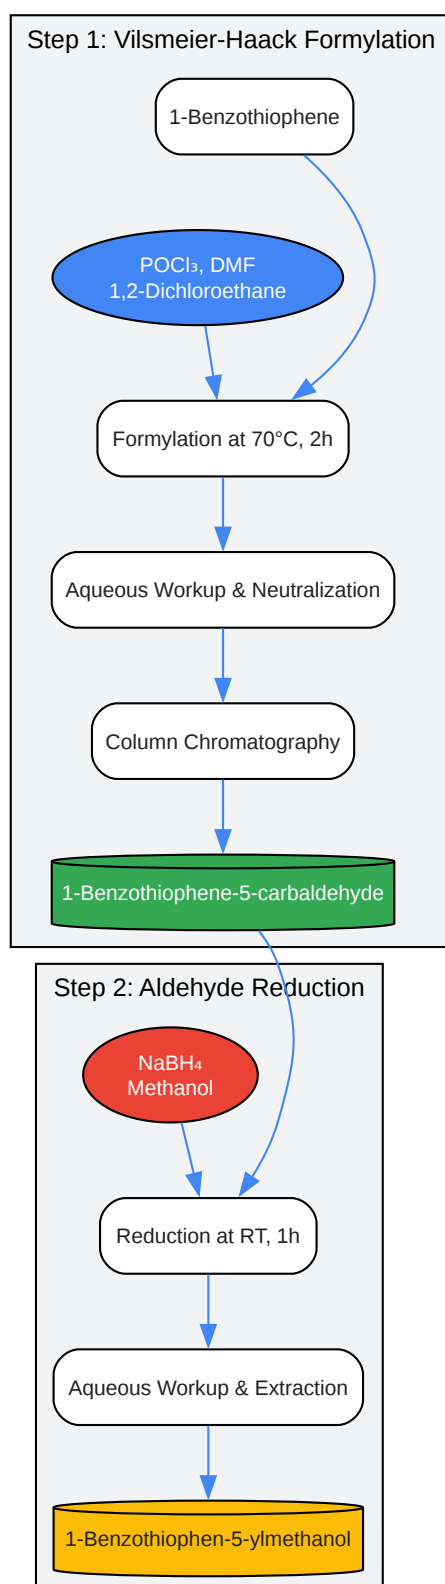 Step 1: Vilsmeier-Haack Formylation
1-Benzothiophene
POCl₃, DMF
1,2-Dichloroethane
Formylation at 70°C, 2h
Aqueous Workup & Neutralization
Column Chromatography
1-Benzothiophene-5-carbaldehyde
Step 2: Aldehyde Reduction
NaBH₄
Methanol
Reduction at RT, 1h
Aqueous Workup & Extraction
1-Benzothiophen-5-ylmethanol